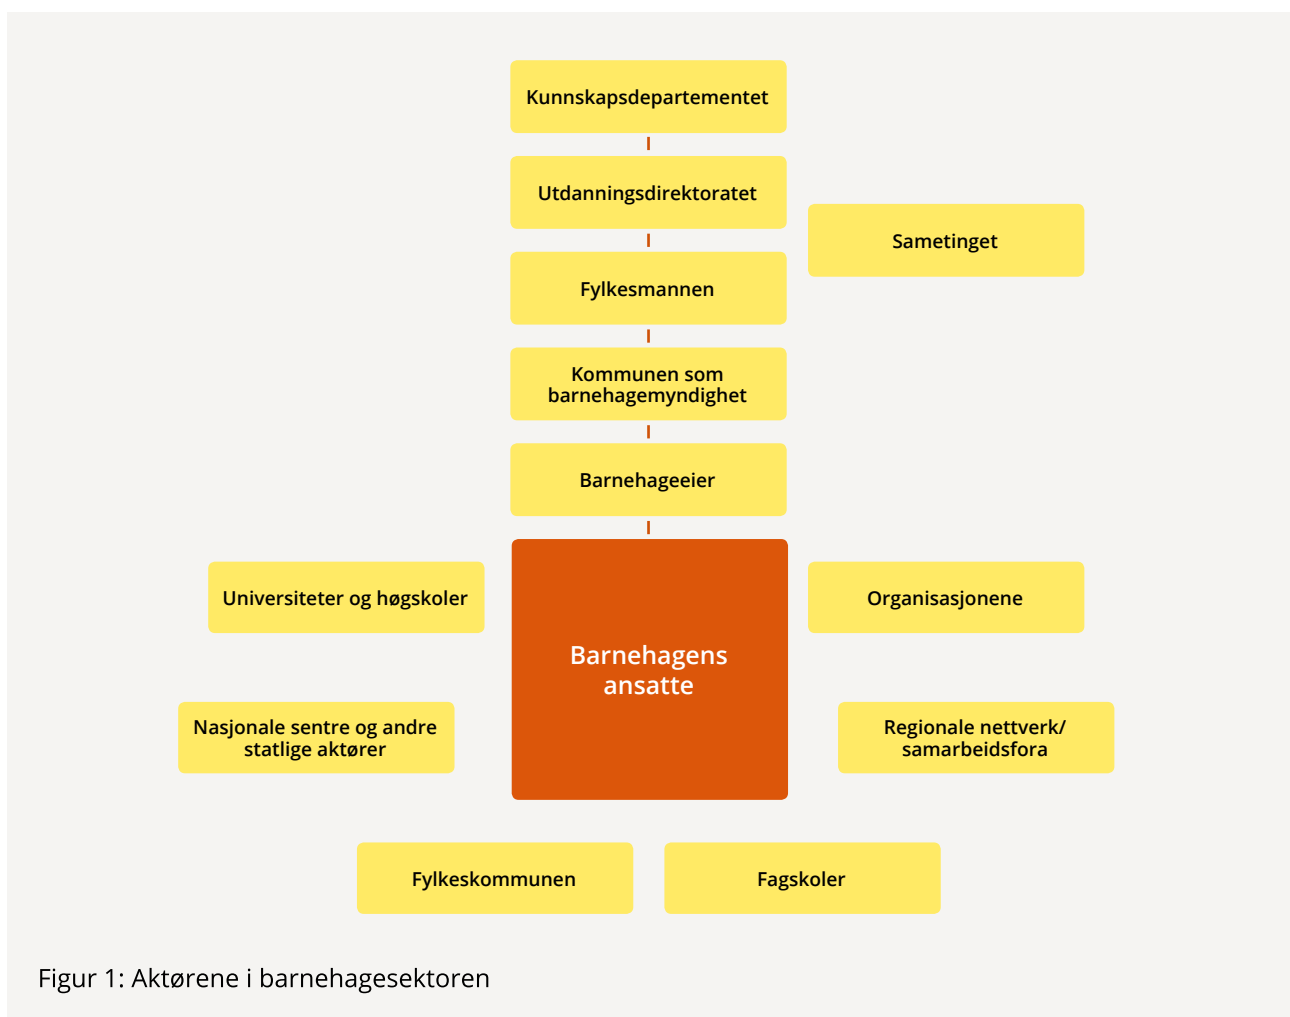 Kunnskapsdepartementet
Utdanningsdirektoratet
Sametinget
Fylkesmannen
Kommunen som
barnehagemyndighet
Barnehageeier
Universiteter og høgskoler
Organisasjonene
Barnehagens
ansatte
Nasjonale sentre og andre
statlige aktører
Regionale nettverk/
samarbeidsfora
Fylkeskommunen
Fagskoler
Figur 1: Aktørene i barnehagesektoren